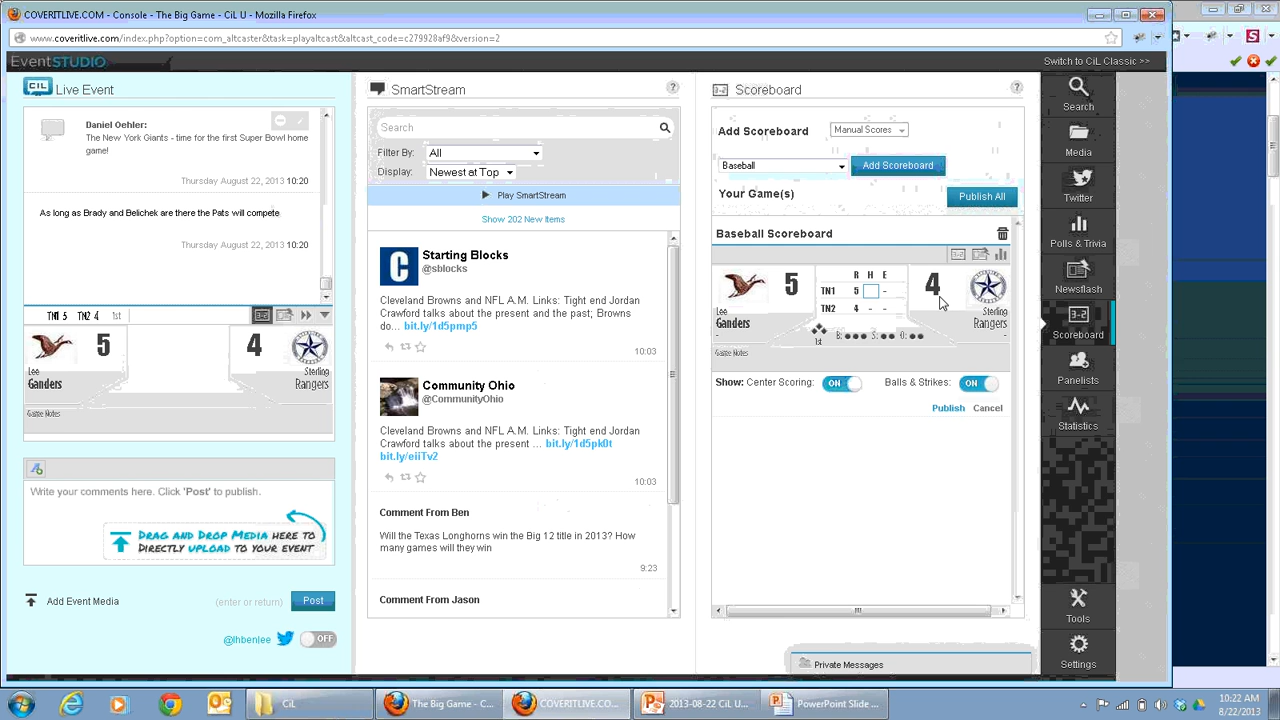 COVERITLIVE.COM - Console - The Big Game - CiL U - Mozilla Firefox
www.coveritlive.com/index.php?option=com_altcaster&task=playaltcast&altcast_code=c279928af9&version=2
EventSTUDIO
Switch to CiL Classic >>
CiL Live Event
Daniel Oehler:
The New York Giants - time for the first Super Bowl home
game!
Thursday August 22, 2013 10:20
As long as Brady and Belichek are there the Pats will compete.
Thursday August 22, 2013 10:20
TN1 5 TN2 4 1st
5
4
Lee
Ganders
Sterling
Rangers
Game Notes
Write your comments here. Click 'Post' to publish.
DRAG AND DROP MEDIA HERE TO
DIRECTLY UPLOAD TO YOUR EVENT
Add Event Media
(enter or return)
Post
@lhbenlee
OFF
SmartStream
?
Search
Filter By: All
Display: Newest at Top
Play SmartStream
Show 202 New Items
C
Starting Blocks
@sblocks
Cleveland Browns and NFL A.M. Links: Tight end Jordan
Crawford talks about the present and the past; Browns
do... bit.ly/1d5pmp5
10:03
Community Ohio
@CommunityOhio
Cleveland Browns and NFL A.M. Links: Tight end Jordan
Crawford talks about the present ... bit.ly/1d5pk0t
bit.ly/eiiTv2
10:03
Comment From Ben
Will the Texas Longhorns win the Big 12 title in 2013? How
many games will they win
9:23
Comment From Jason
3-2 Scoreboard
?
Add Scoreboard
Manual Scores
Baseball
Add Scoreboard
Your Game(s)
Publish All
Baseball Scoreboard
5
R H E
TN1 5 -
TN2 4 - -
4
Lee
Ganders
-
Sterling
Rangers
-
1st
B: S: O:
Game Notes
Show: Center Scoring: ON
Balls & Strikes: ON
Publish Cancel
Private Messages
Search
Media
Twitter
Polls & Trivia
Newsflash
3-2
Scoreboard
Panelists
Statistics
Tools
Settings
CiL
The Big Game - C...
COVERITLIVE.CO...
2013-08-22 CiL U...
PowerPoint Slide ...
10:22 AM
8/22/2013